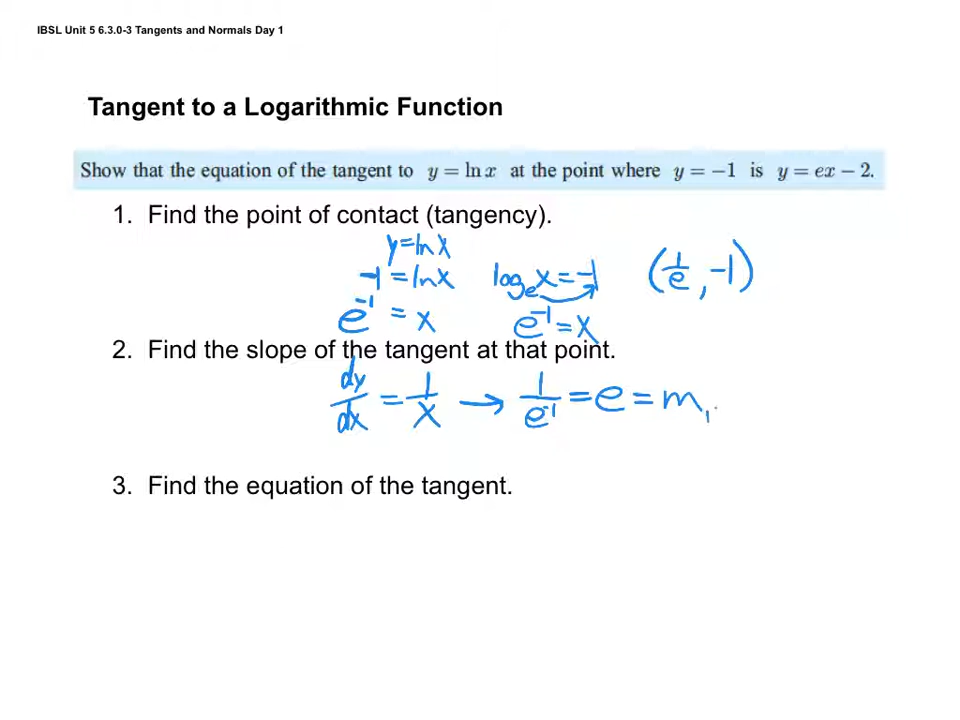 IBSL Unit 5 6.3.0-3 Tangents and Normals Day 1
Tangent to a Logarithmic Function
Show that the equation of the tangent to y = ln x at the point where y = −1 is y = ex − 2.
1. Find the point of contact (tangency).
y = ln x
-1 = ln x   logₑx = -1   (1/e, -1)
e⁻¹ = x   e⁻¹ = x
2. Find the slope of the tangent at that point.
dy/dx = 1/x → 1/e⁻¹ = e = m,
3. Find the equation of the tangent.